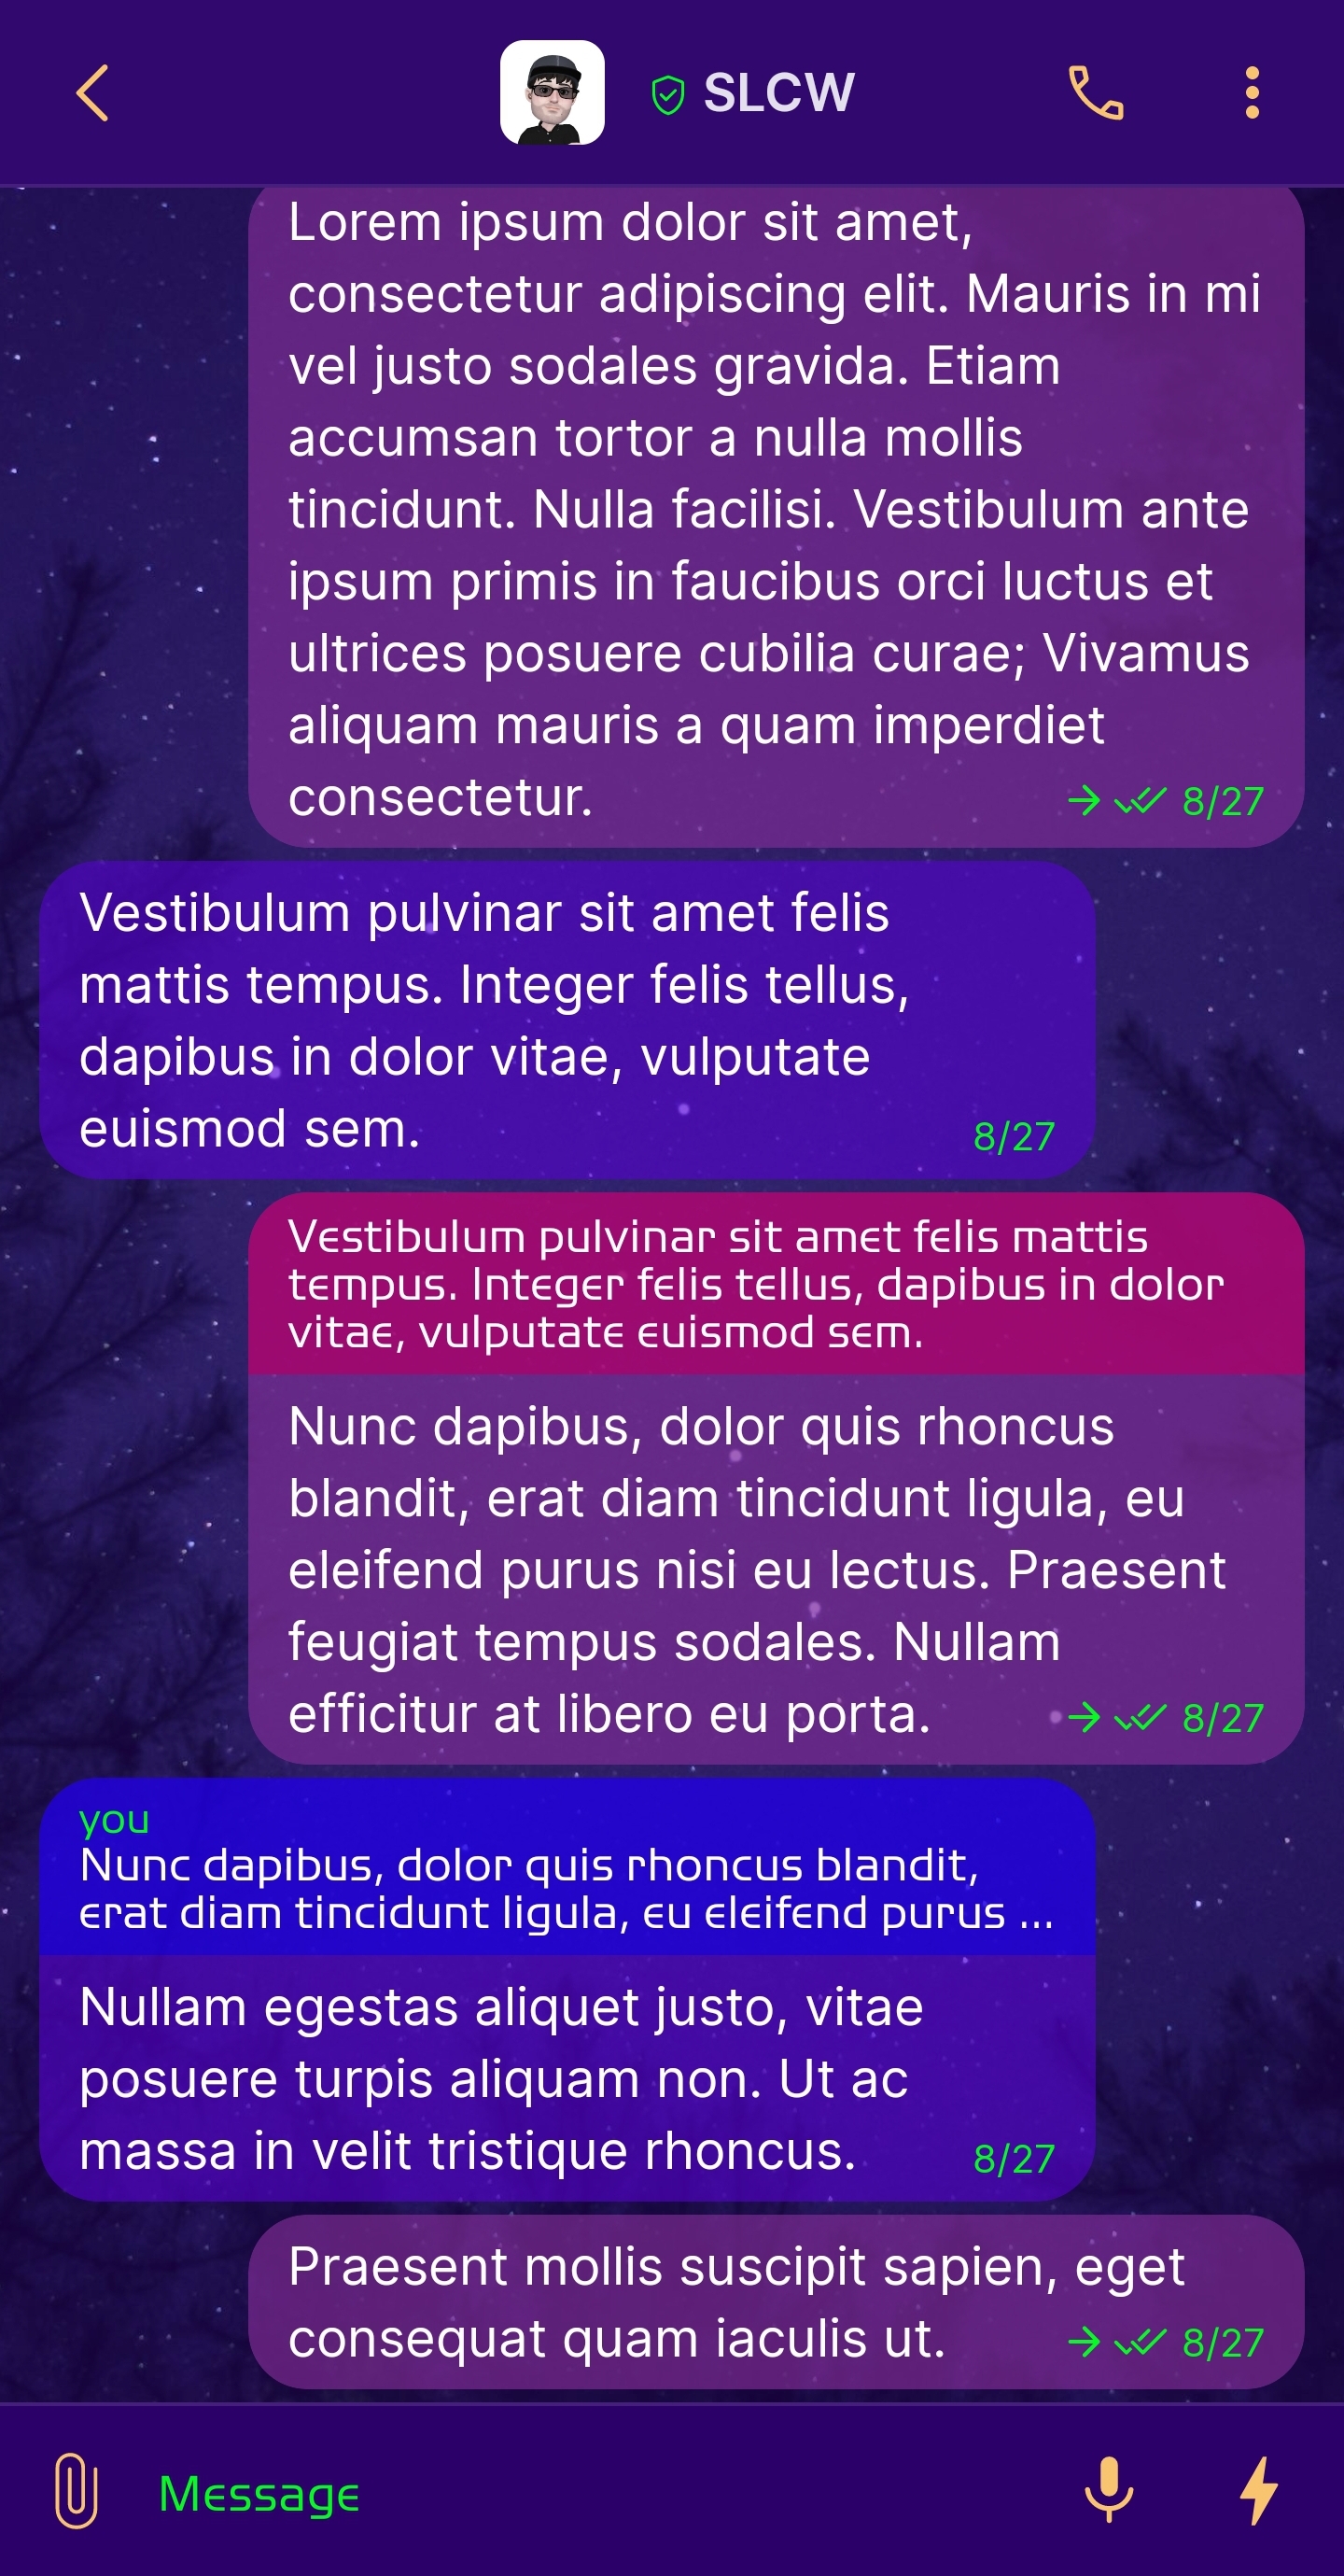 SLCW
Lorem ipsum dolor sit amet,
consectetur adipiscing elit. Mauris in mi
vel justo sodales gravida. Etiam
accumsan tortor a nulla mollis
tincidunt. Nulla facilisi. Vestibulum ante
ipsum primis in faucibus orci luctus et
ultrices posuere cubilia curae; Vivamus
aliquam mauris a quam imperdiet
consectetur. 8/27
Vestibulum pulvinar sit amet felis
mattis tempus. Integer felis tellus,
dapibus in dolor vitae, vulputate
euismod sem. 8/27
Vestibulum pulvinar sit amet felis mattis
tempus. Integer felis tellus, dapibus in dolor
vitae, vulputate euismod sem.
Nunc dapibus, dolor quis rhoncus
blandit, erat diam tincidunt ligula, eu
eleifend purus nisi eu lectus. Praesent
feugiat tempus sodales. Nullam
efficitur at libero eu porta. 8/27
you
Nunc dapibus, dolor quis rhoncus blandit,
erat diam tincidunt ligula, eu eleifend purus ...
Nullam egestas aliquet justo, vitae
posuere turpis aliquam non. Ut ac
massa in velit tristique rhoncus. 8/27
Praesent mollis suscipit sapien, eget
consequat quam iaculis ut. 8/27
Message